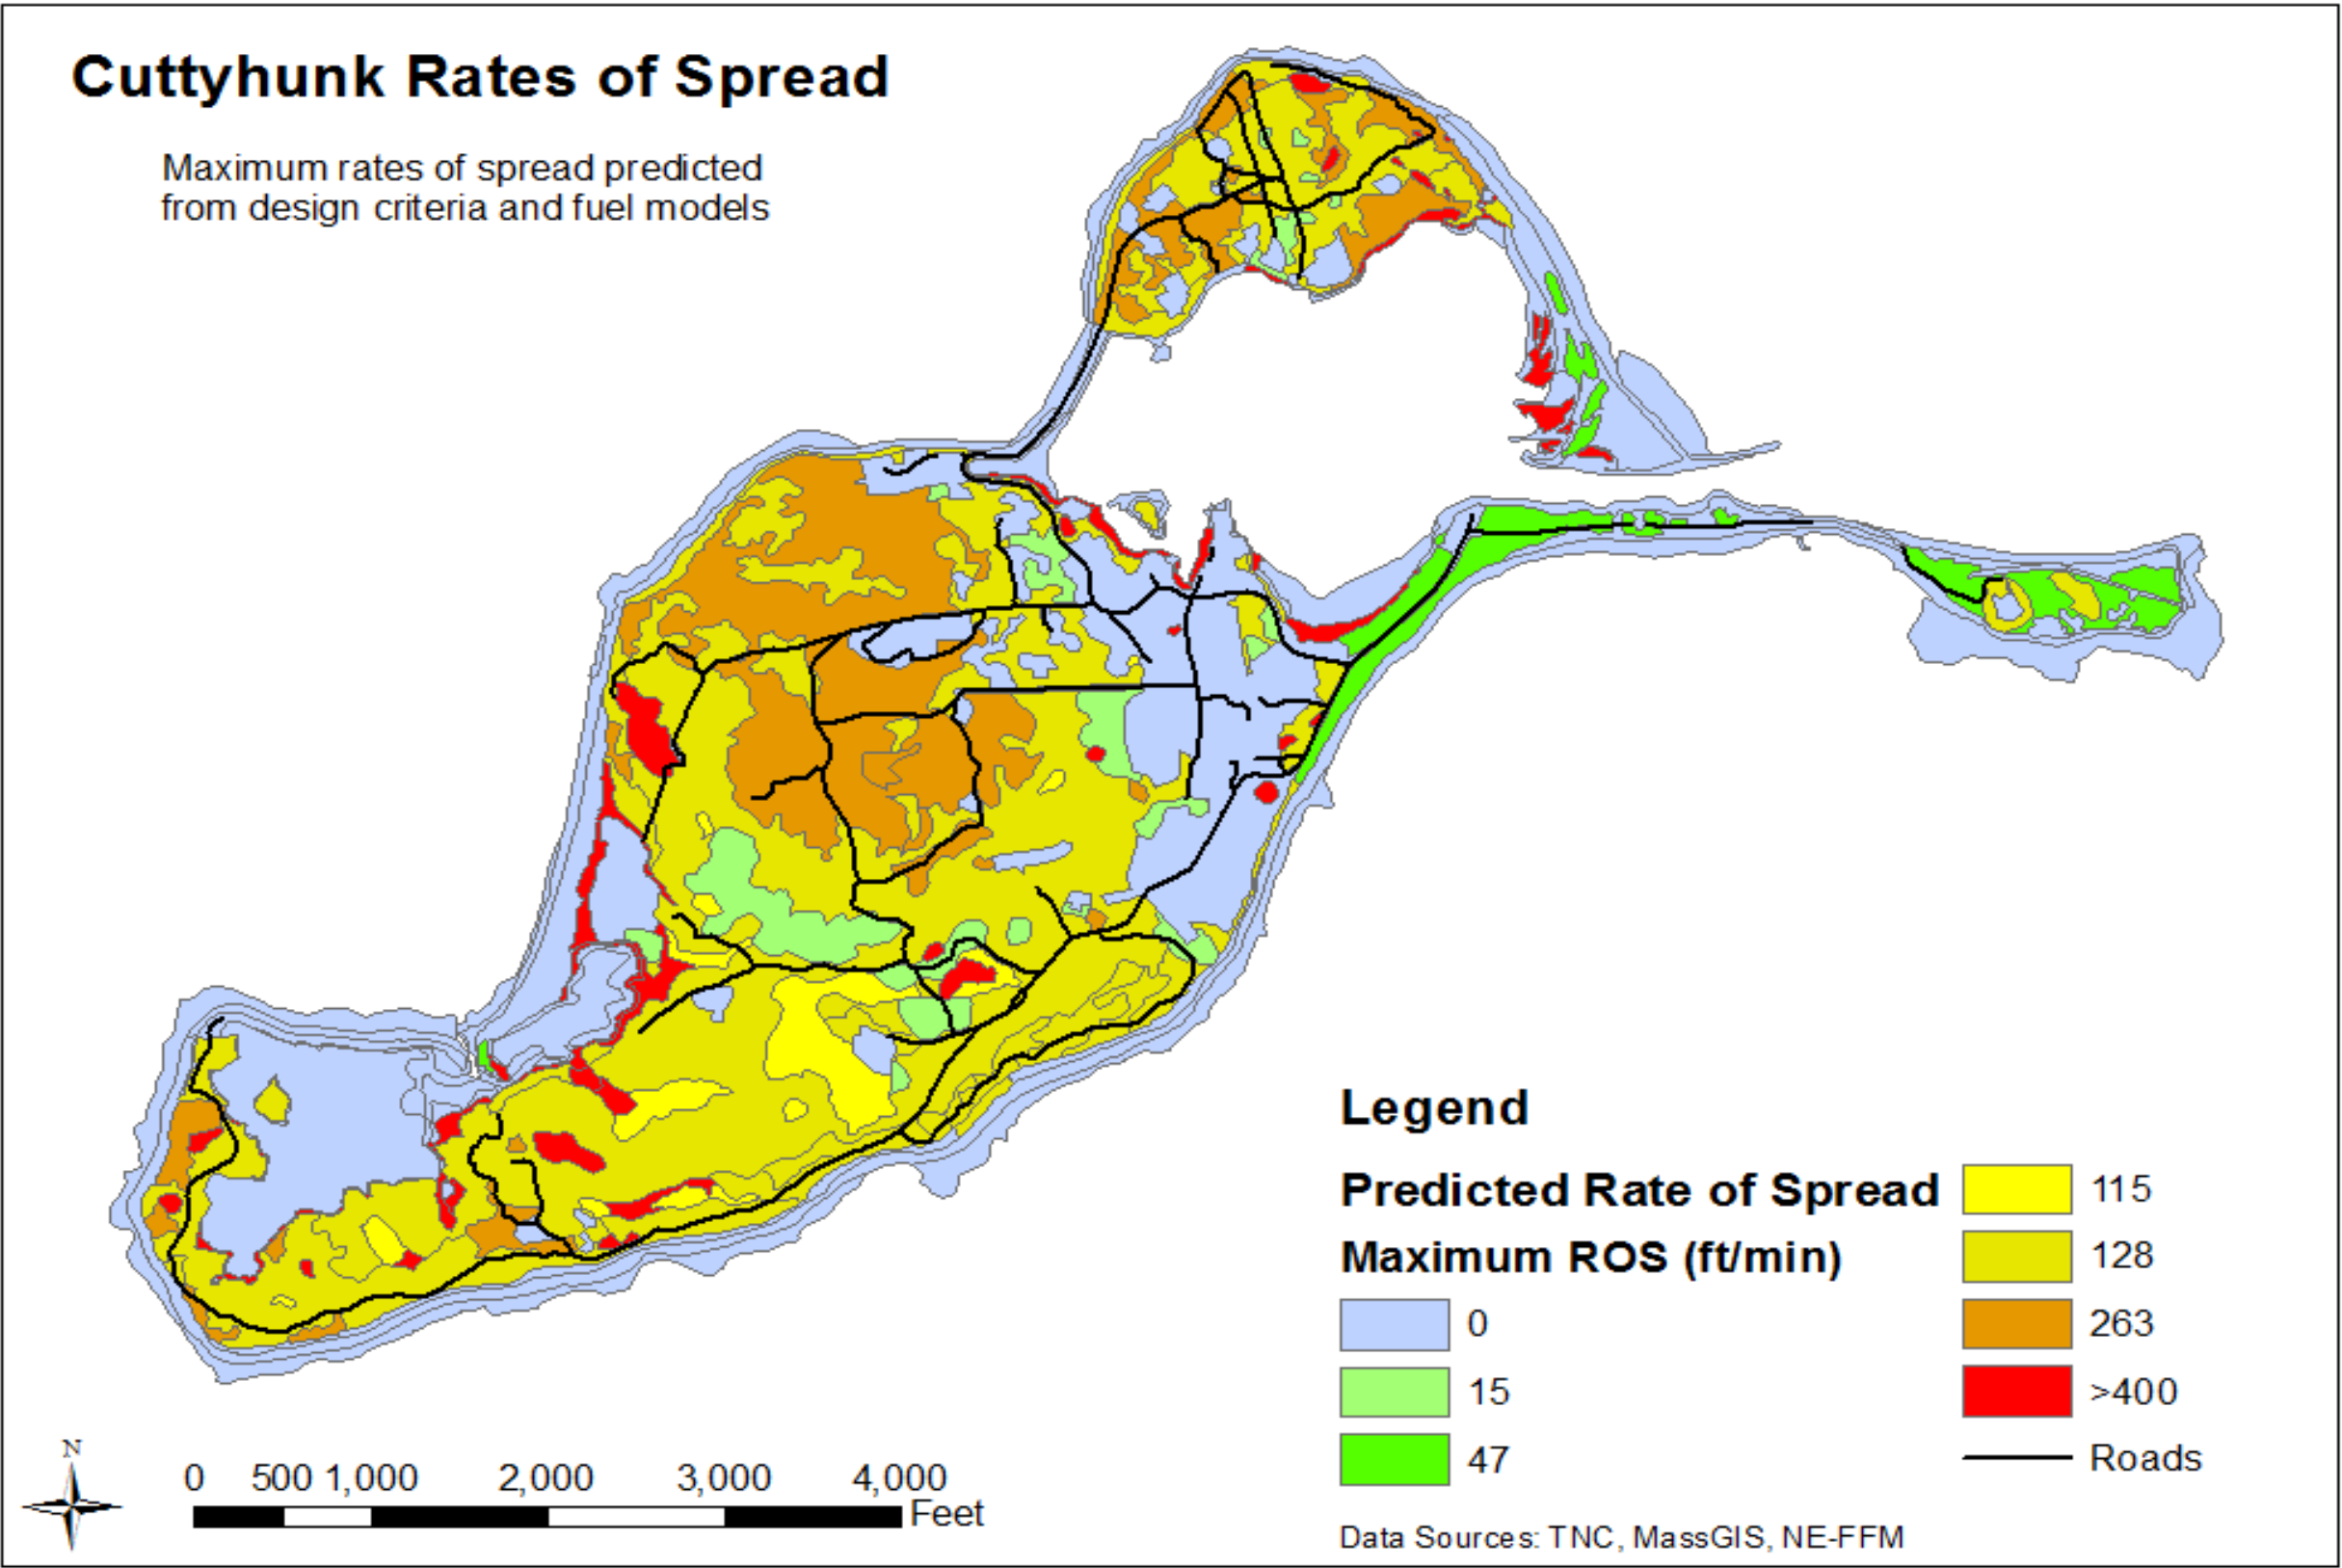 Cuttyhunk Rates of Spread
Maximum rates of spread predicted
from design criteria and fuel models
Legend
Predicted Rate of Spread
Maximum ROS (ft/min)
0
15
47
115
128
263
>400
Roads
N
0 500 1,000 2,000 3,000 4,000
Feet
Data Sources: TNC, MassGIS, NE-FFM